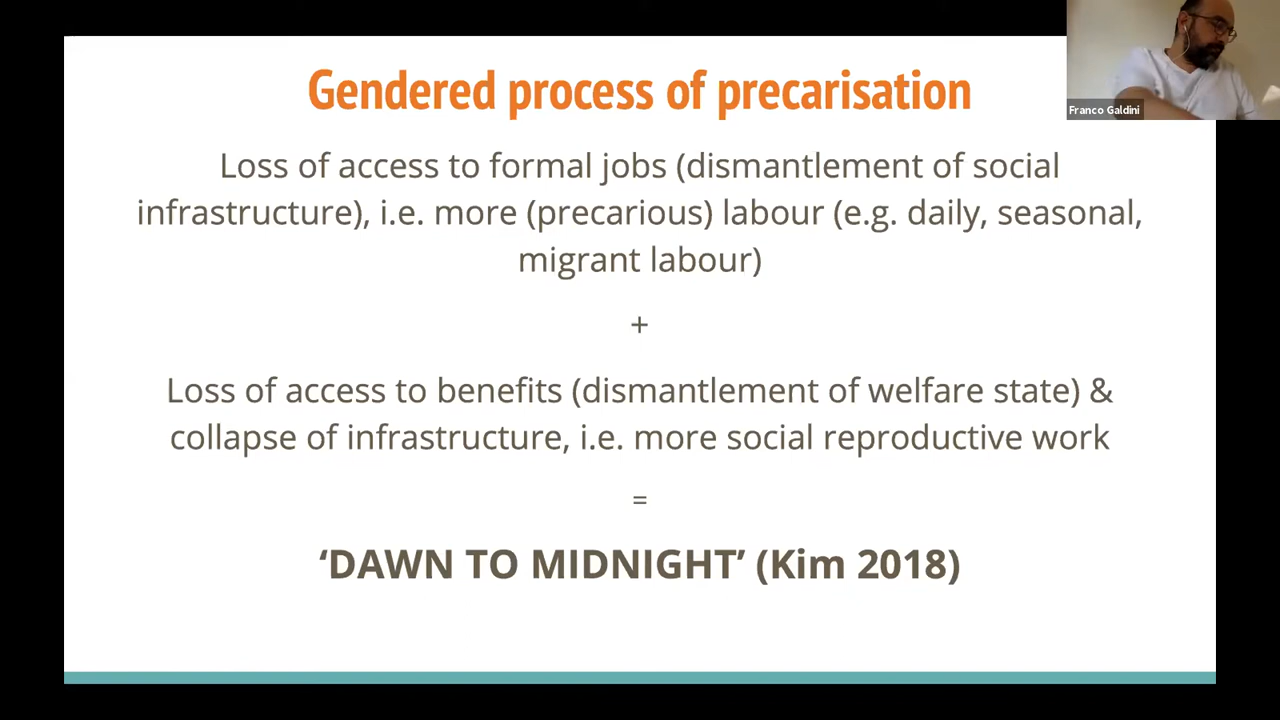 Gendered process of precarisation
Franco Galdini
Loss of access to formal jobs (dismantlement of social
infrastructure), i.e. more (precarious) labour (e.g. daily, seasonal,
migrant labour)
+
Loss of access to benefits (dismantlement of welfare state) &
collapse of infrastructure, i.e. more social reproductive work
=
‘DAWN TO MIDNIGHT’ (Kim 2018)